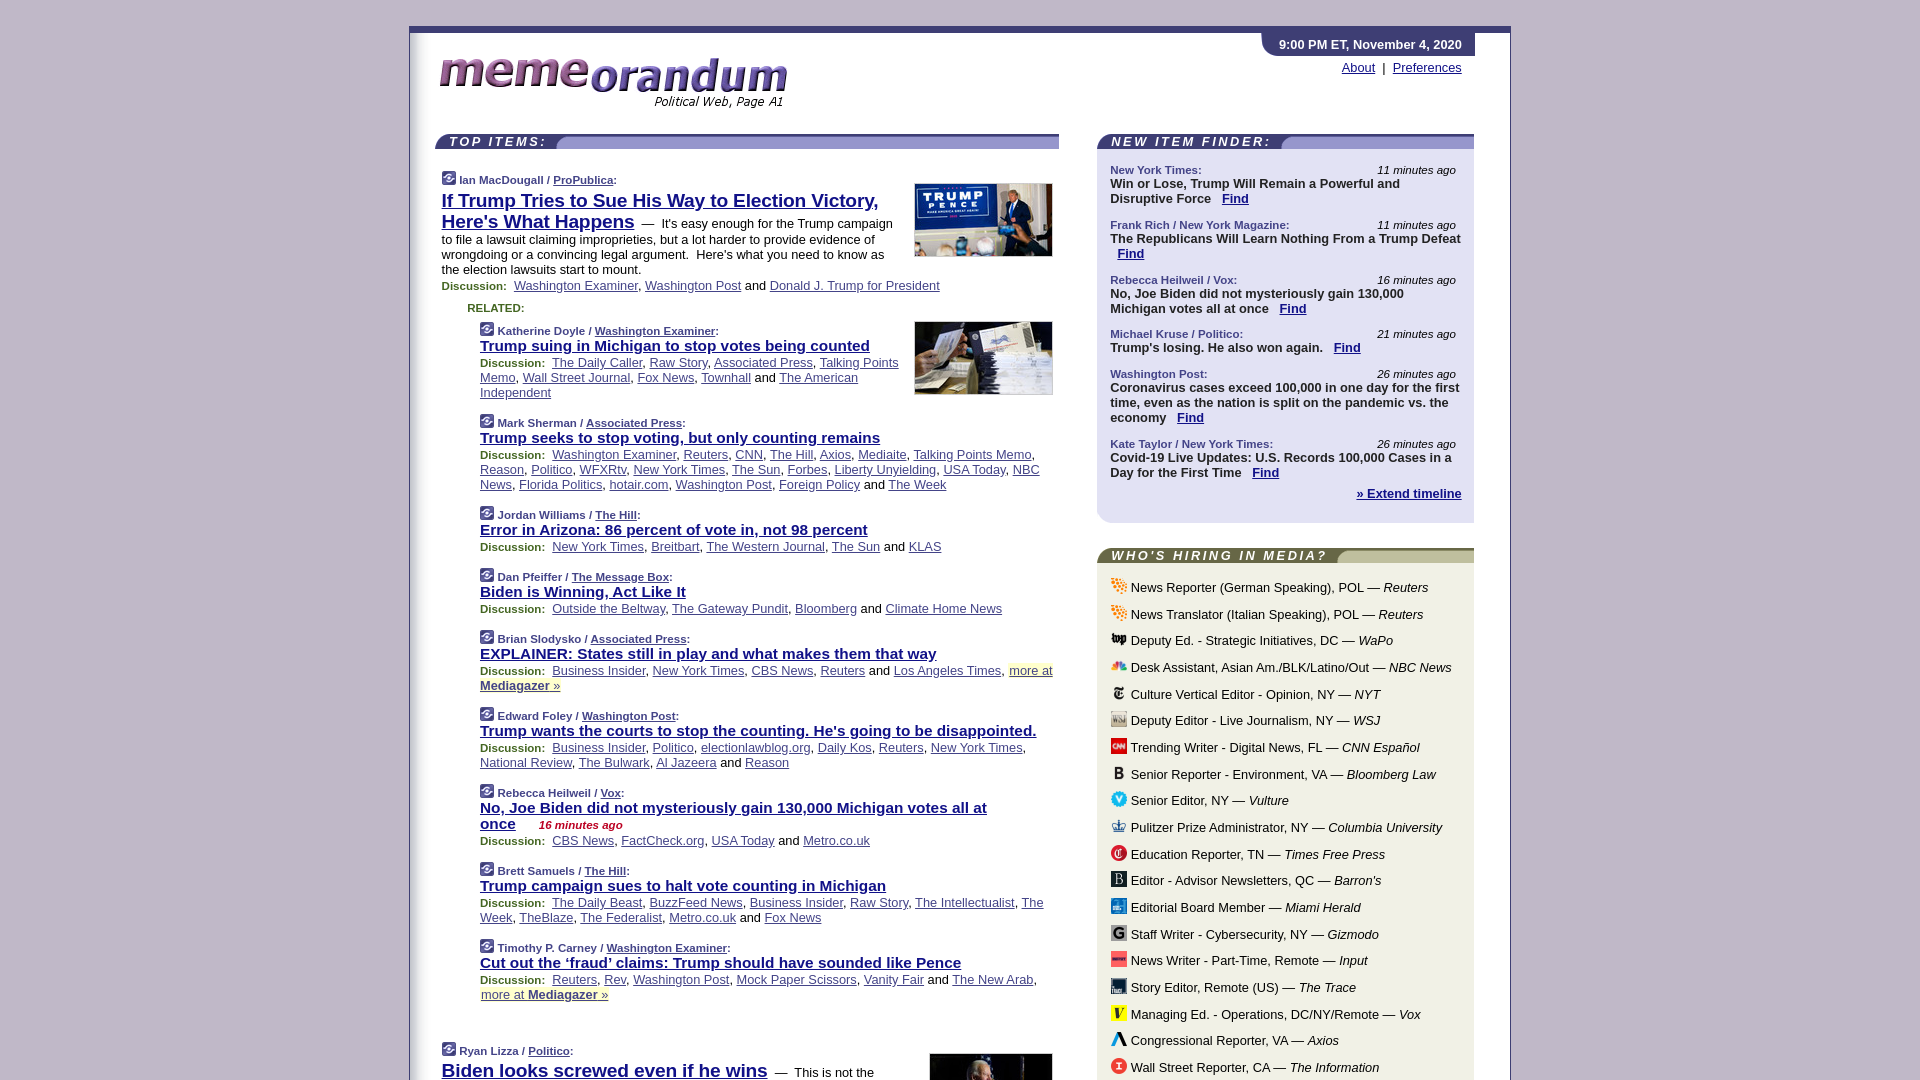 9:00 PM ET, November 4, 2020
memeorandum
About | Preferences
Political Web, Page A1
TOP ITEMS:
Ian MacDougall / ProPublica:
If Trump Tries to Sue His Way to Election Victory,
Here's What Happens — It's easy enough for the Trump campaign
to file a lawsuit claiming improprieties, but a lot harder to provide evidence of
wrongdoing or a convincing legal argument. Here's what you need to know as
the election lawsuits start to mount.
Discussion: Washington Examiner, Washington Post and Donald J. Trump for President
TRUMP
PENCE
RELATED:
Katherine Doyle / Washington Examiner:
Trump suing in Michigan to stop votes being counted
Discussion: The Daily Caller, Raw Story, Associated Press, Talking Points
Memo, Wall Street Journal, Fox News, Townhall and The American
Independent
Mark Sherman / Associated Press:
Trump seeks to stop voting, but only counting remains
Discussion: Washington Examiner, Reuters, CNN, The Hill, Axios, Mediaite, Talking Points Memo,
Reason, Politico, WFXRtv, New York Times, The Sun, Forbes, Liberty Unyielding, USA Today, NBC
News, Florida Politics, hotair.com, Washington Post, Foreign Policy and The Week
Jordan Williams / The Hill:
Error in Arizona: 86 percent of vote in, not 98 percent
Discussion: New York Times, Breitbart, The Western Journal, The Sun and KLAS
Dan Pfeiffer / The Message Box:
Biden is Winning, Act Like It
Discussion: Outside the Beltway, The Gateway Pundit, Bloomberg and Climate Home News
Brian Slodysko / Associated Press:
EXPLAINER: States still in play and what makes them that way
Discussion: Business Insider, New York Times, CBS News, Reuters and Los Angeles Times, more at
Mediagazer »
Edward Foley / Washington Post:
Trump wants the courts to stop the counting. He's going to be disappointed.
Discussion: Business Insider, Politico, electionlawblog.org, Daily Kos, Reuters, New York Times,
National Review, The Bulwark, Al Jazeera and Reason
Rebecca Heilweil / Vox:
No, Joe Biden did not mysteriously gain 130,000 Michigan votes all at
once 16 minutes ago
Discussion: CBS News, FactCheck.org, USA Today and Metro.co.uk
Brett Samuels / The Hill:
Trump campaign sues to halt vote counting in Michigan
Discussion: The Daily Beast, BuzzFeed News, Business Insider, Raw Story, The Intellectualist, The
Week, TheBlaze, The Federalist, Metro.co.uk and Fox News
Timothy P. Carney / Washington Examiner:
Cut out the ‘fraud’ claims: Trump should have sounded like Pence
Discussion: Reuters, Rev, Washington Post, Mock Paper Scissors, Vanity Fair and The New Arab,
more at Mediagazer »
Ryan Lizza / Politico:
Biden looks screwed even if he wins — This is not the
NEW ITEM FINDER:
New York Times: 11 minutes ago
Win or Lose, Trump Will Remain a Powerful and
Disruptive Force Find
Frank Rich / New York Magazine: 11 minutes ago
The Republicans Will Learn Nothing From a Trump Defeat
Find
Rebecca Heilweil / Vox: 16 minutes ago
No, Joe Biden did not mysteriously gain 130,000
Michigan votes all at once Find
Michael Kruse / Politico: 21 minutes ago
Trump's losing. He also won again. Find
Washington Post: 26 minutes ago
Coronavirus cases exceed 100,000 in one day for the first
time, even as the nation is split on the pandemic vs. the
economy Find
Kate Taylor / New York Times: 26 minutes ago
Covid-19 Live Updates: U.S. Records 100,000 Cases in a
Day for the First Time Find
» Extend timeline
WHO'S HIRING IN MEDIA?
News Reporter (German Speaking), POL — Reuters
News Translator (Italian Speaking), POL — Reuters
Deputy Ed. - Strategic Initiatives, DC — WaPo
Desk Assistant, Asian Am./BLK/Latino/Out — NBC News
Culture Vertical Editor - Opinion, NY — NYT
Deputy Editor - Live Journalism, NY — WSJ
Trending Writer - Digital News, FL — CNN Español
Senior Reporter - Environment, VA — Bloomberg Law
Senior Editor, NY — Vulture
Pulitzer Prize Administrator, NY — Columbia University
Education Reporter, TN — Times Free Press
Editor - Advisor Newsletters, QC — Barron's
Editorial Board Member — Miami Herald
Staff Writer - Cybersecurity, NY — Gizmodo
News Writer - Part-Time, Remote — Input
Story Editor, Remote (US) — The Trace
Managing Ed. - Operations, DC/NY/Remote — Vox
Congressional Reporter, VA — Axios
Wall Street Reporter, CA — The Information